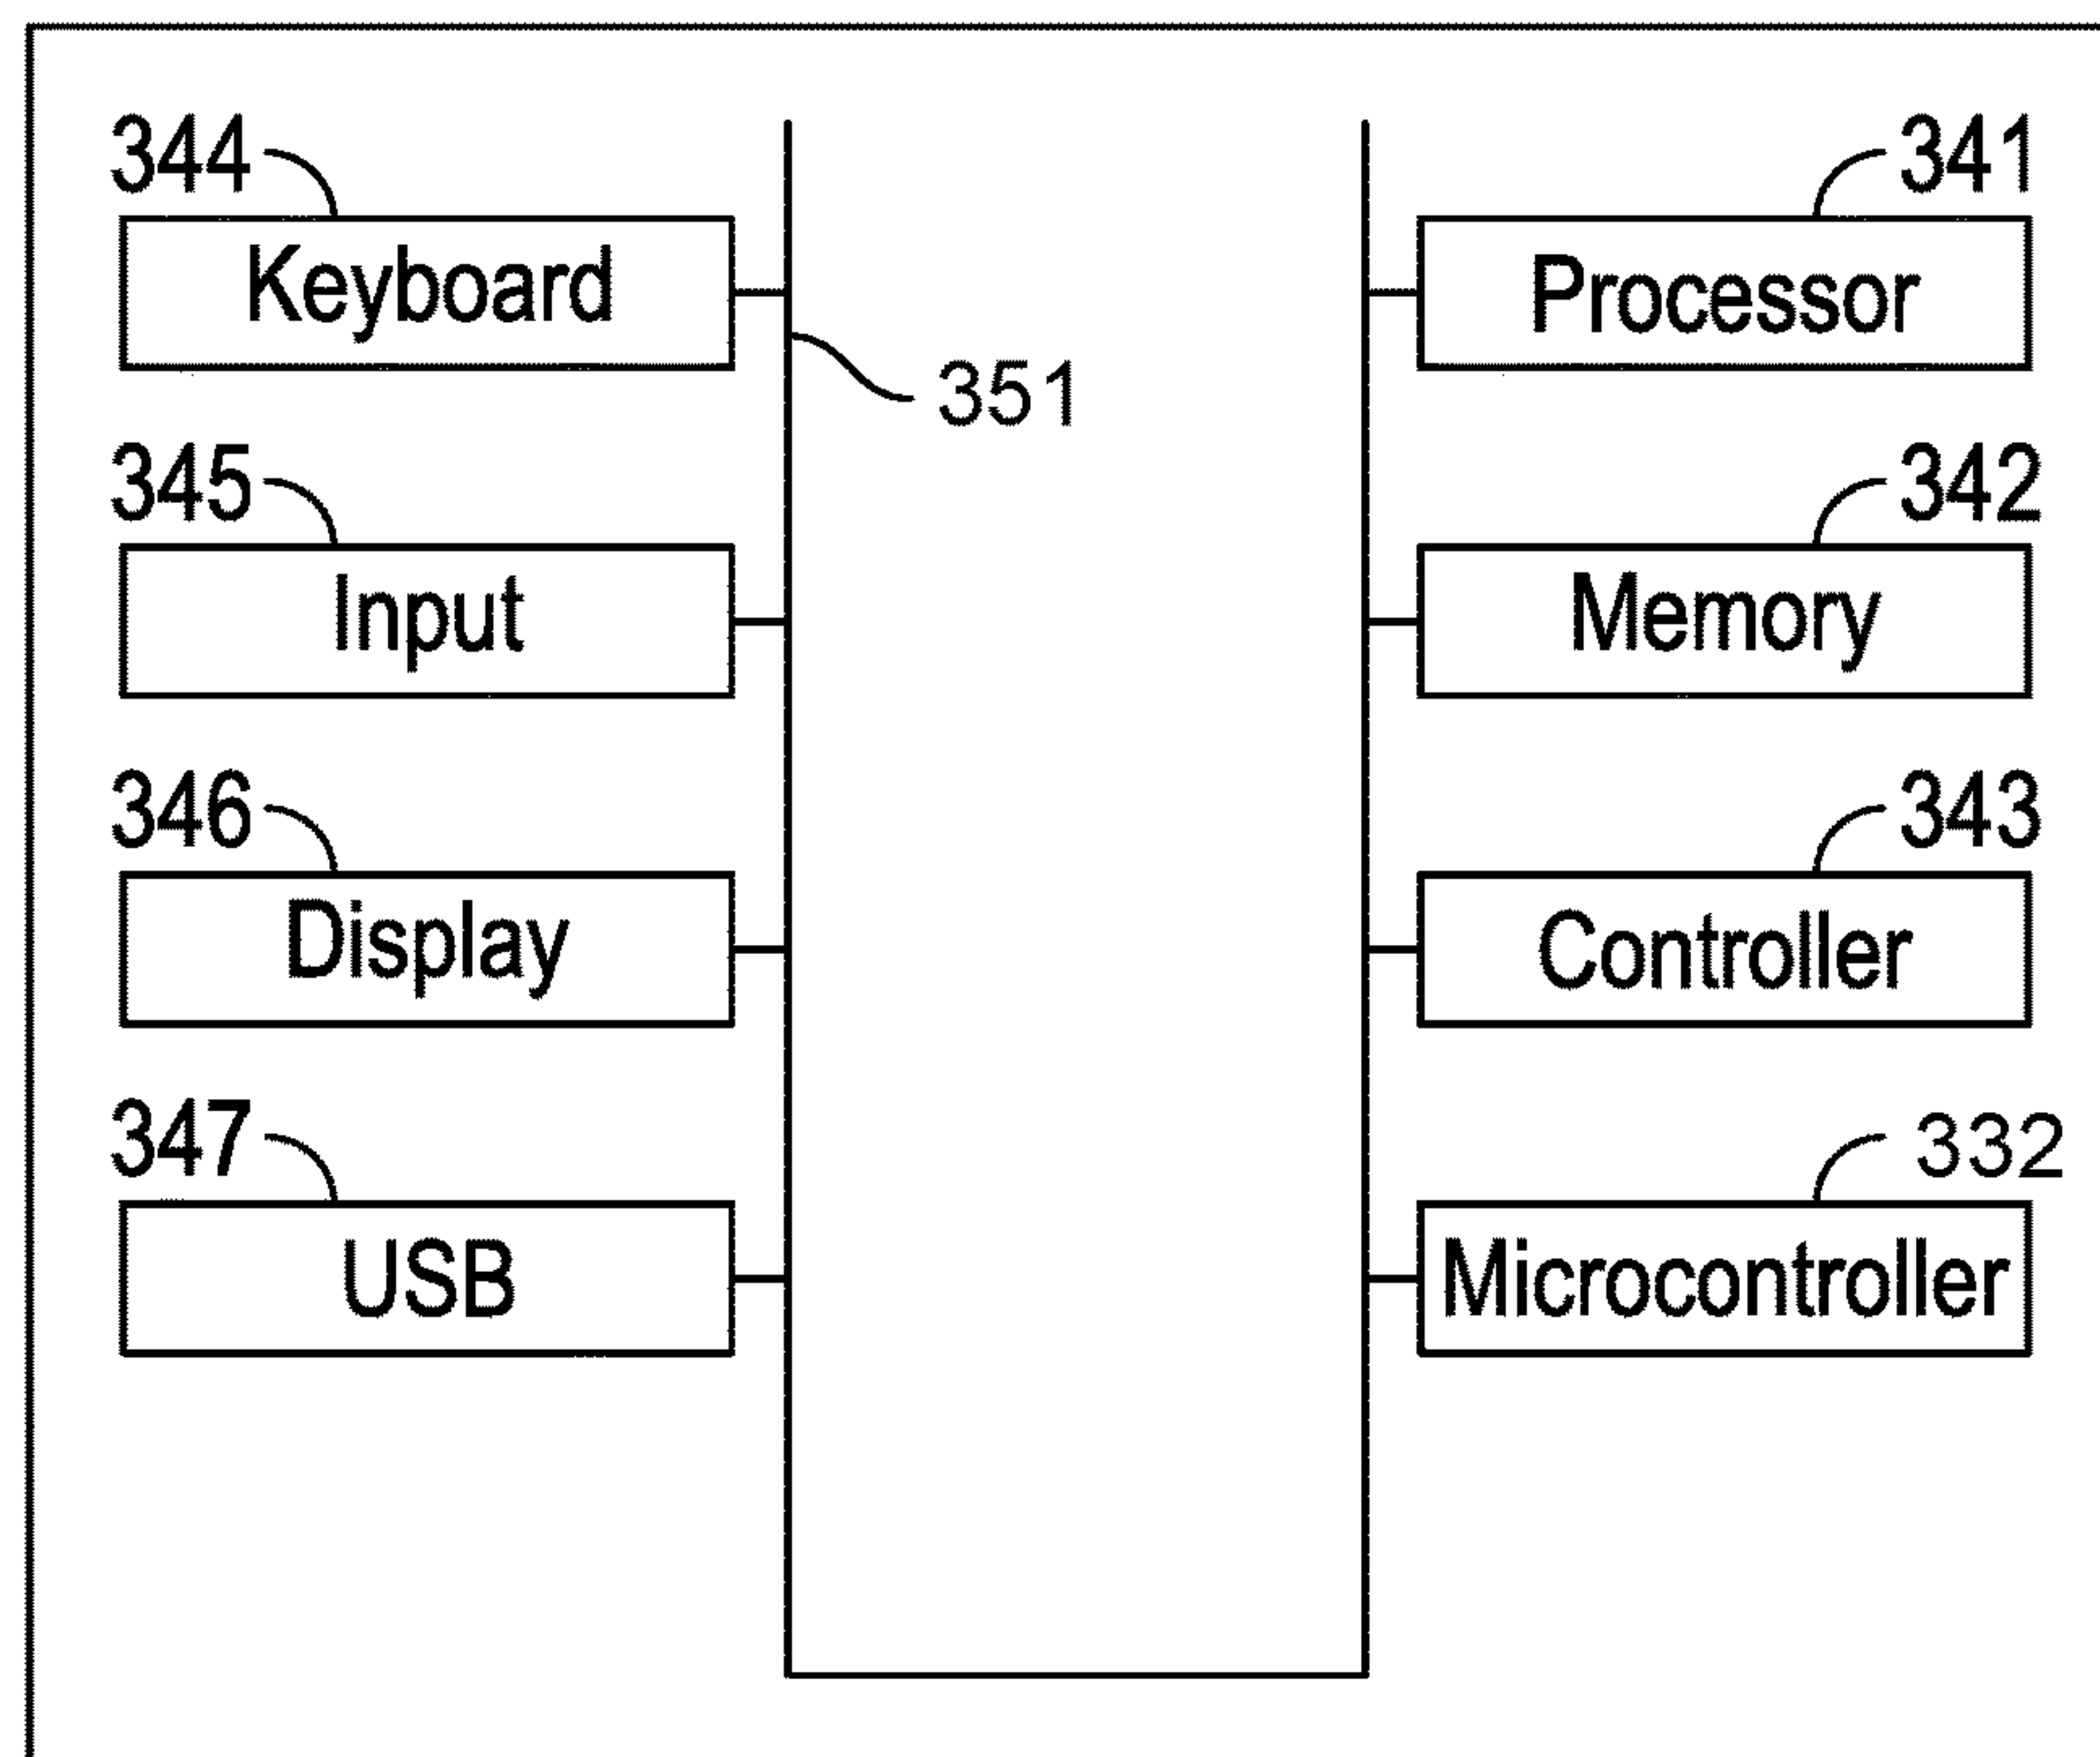 344
Keyboard
351
345
Input
346
Display
347
USB
341
Processor
342
Memory
343
Controller
332
Microcontroller